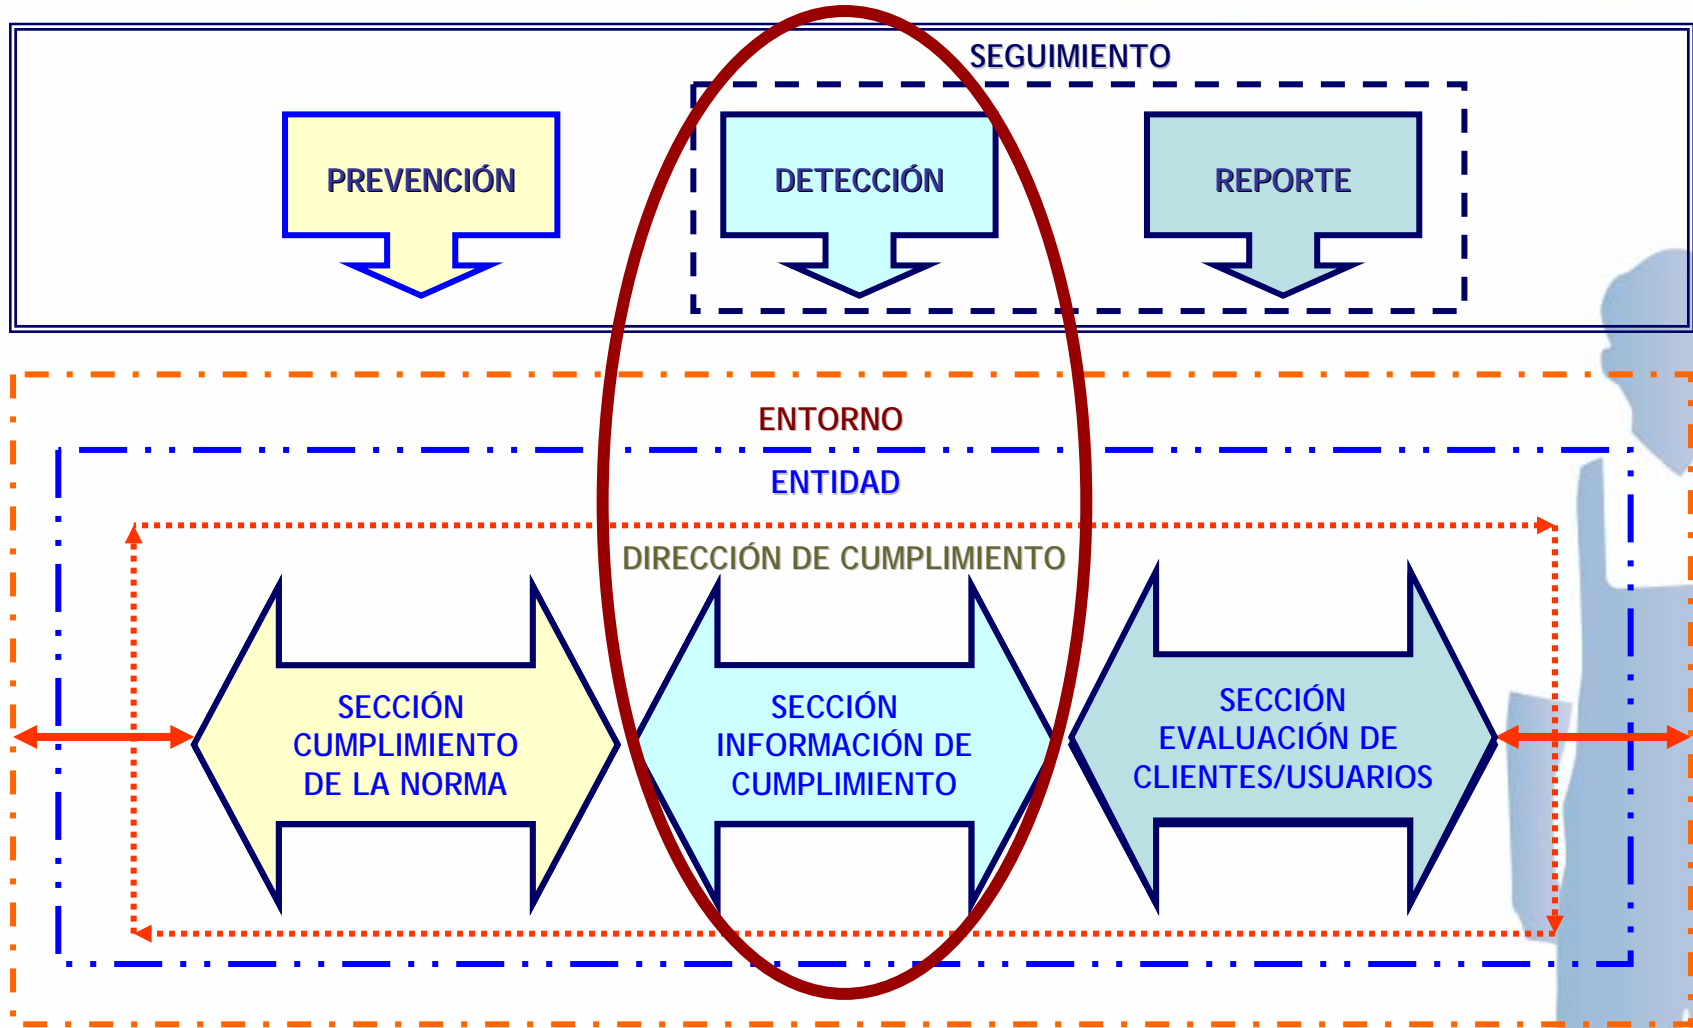 SEGUIMIENTO
PREVENCIÓN
DETECCIÓN
REPORTE
ENTORNO
ENTIDAD
DIRECCIÓN DE CUMPLIMIENTO
SECCIÓN
CUMPLIMIENTO
DE LA NORMA
SECCIÓN
INFORMACIÓN DE
CUMPLIMIENTO
SECCIÓN
EVALUACIÓN DE
CLIENTES/USUARIOS